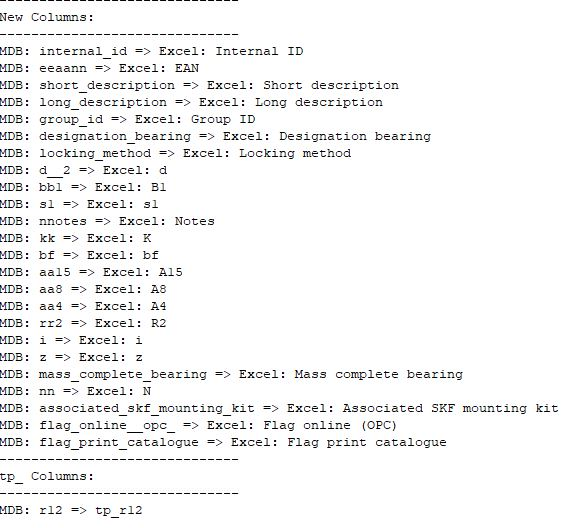 -----------------------------
New Columns:
-----------------------------
MDB: internal_id => Excel: Internal ID
MDB: eeaann => Excel: EAN
MDB: short_description => Excel: Short description
MDB: long_description => Excel: Long description
MDB: group_id => Excel: Group ID
MDB: designation_bearing => Excel: Designation bearing
MDB: locking_method => Excel: Locking method
MDB: d__2 => Excel: d
MDB: bb1 => Excel: B1
MDB: s1 => Excel: s1
MDB: nnotes => Excel: Notes
MDB: kk => Excel: K
MDB: bf => Excel: bf
MDB: aa15 => Excel: A15
MDB: aa8 => Excel: A8
MDB: aa4 => Excel: A4
MDB: rr2 => Excel: R2
MDB: i => Excel: i
MDB: z => Excel: z
MDB: mass_complete_bearing => Excel: Mass complete bearing
MDB: nn => Excel: N
MDB: associated_skf_mounting_kit => Excel: Associated SKF mounting kit
MDB: flag_online__opc_ => Excel: Flag online (OPC)
MDB: flag_print_catalogue => Excel: Flag print catalogue
-----------------------------
tp_ Columns:
-----------------------------
MDB: r12 => tp_r12